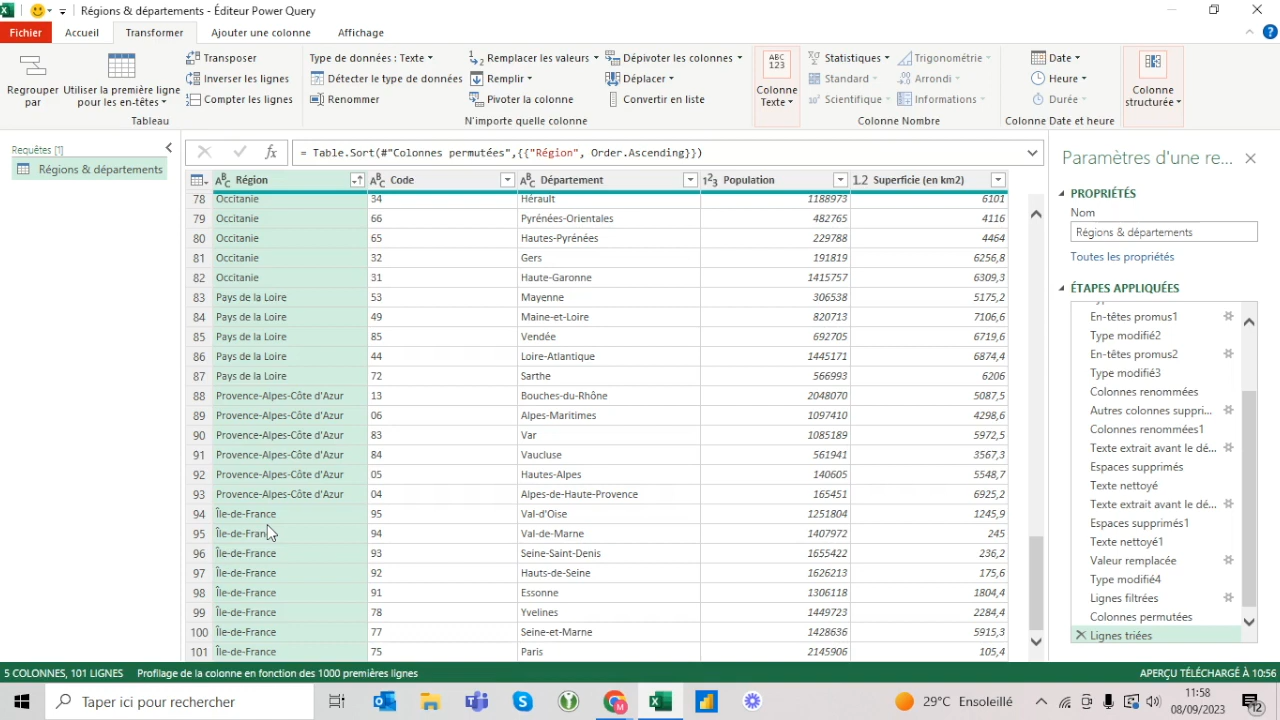 Régions & départements - Éditeur Power Query
Fichier Accueil Transformer Ajouter une colonne Affichage
Regrouper par
Utiliser la première ligne pour les en-têtes
Transposer
Inverser les lignes
Compter les lignes
Tableau
Type de données : Texte
Détecter le type de données
Renommer
Remplacer les valeurs
Remplir
Pivoter la colonne
Dépivoter les colonnes
Déplacer
Convertir en liste
N'importe quelle colonne
ABC
123
Colonne Texte
Statistiques
Standard
Scientifique
Trigonométrie
Arrondi
Informations
Colonne Nombre
Date
Heure
Durée
Colonne Date et heure
Colonne structurée
Requêtes [1]
Régions & départements
fx = Table.Sort(#"Colonnes permutées",{{"Région", Order.Ascending}})
Région Code Département Population Superficie (en km2)
78 Occitanie 34 Hérault 1188973 6101
79 Occitanie 66 Pyrénées-Orientales 482765 4116
80 Occitanie 65 Hautes-Pyrénées 229788 4464
81 Occitanie 32 Gers 191819 6256,8
82 Occitanie 31 Haute-Garonne 1415757 6309,3
83 Pays de la Loire 53 Mayenne 306538 5175,2
84 Pays de la Loire 49 Maine-et-Loire 820713 7106,6
85 Pays de la Loire 85 Vendée 692705 6719,6
86 Pays de la Loire 44 Loire-Atlantique 1445171 6874,4
87 Pays de la Loire 72 Sarthe 566993 6206
88 Provence-Alpes-Côte d'Azur 13 Bouches-du-Rhône 2048070 5087,5
89 Provence-Alpes-Côte d'Azur 06 Alpes-Maritimes 1097410 4298,6
90 Provence-Alpes-Côte d'Azur 83 Var 1085189 5972,5
91 Provence-Alpes-Côte d'Azur 84 Vaucluse 561941 3567,3
92 Provence-Alpes-Côte d'Azur 05 Hautes-Alpes 140605 5548,7
93 Provence-Alpes-Côte d'Azur 04 Alpes-de-Haute-Provence 165451 6925,2
94 Île-de-France 95 Val-d'Oise 1251804 1245,9
95 Île-de-France 94 Val-de-Marne 1407972 245
96 Île-de-France 93 Seine-Saint-Denis 1655422 236,2
97 Île-de-France 92 Hauts-de-Seine 1626213 175,6
98 Île-de-France 91 Essonne 1306118 1804,4
99 Île-de-France 78 Yvelines 1449723 2284,4
100 Île-de-France 77 Seine-et-Marne 1428636 5915,3
101 Île-de-France 75 Paris 2145906 105,4
Paramètres d'une re...
PROPRIÉTÉS
Nom
Régions & départements
Toutes les propriétés
ÉTAPES APPLIQUÉES
En-têtes promus1
Type modifié2
En-têtes promus2
Type modifié3
Colonnes renommées
Autres colonnes suppri...
Colonnes renommées1
Texte extrait avant le dé...
Espaces supprimés
Texte nettoyé
Texte extrait avant le dé...
Espaces supprimés1
Texte nettoyé1
Valeur remplacée
Type modifié4
Lignes filtrées
Colonnes permutées
Lignes triées
5 COLONNES, 101 LIGNES Profilage de la colonne en fonction des 1000 premières lignes APERÇU TÉLÉCHARGÉ À 10:56
Taper ici pour rechercher
29°C Ensoleillé
11:58
08/09/2023